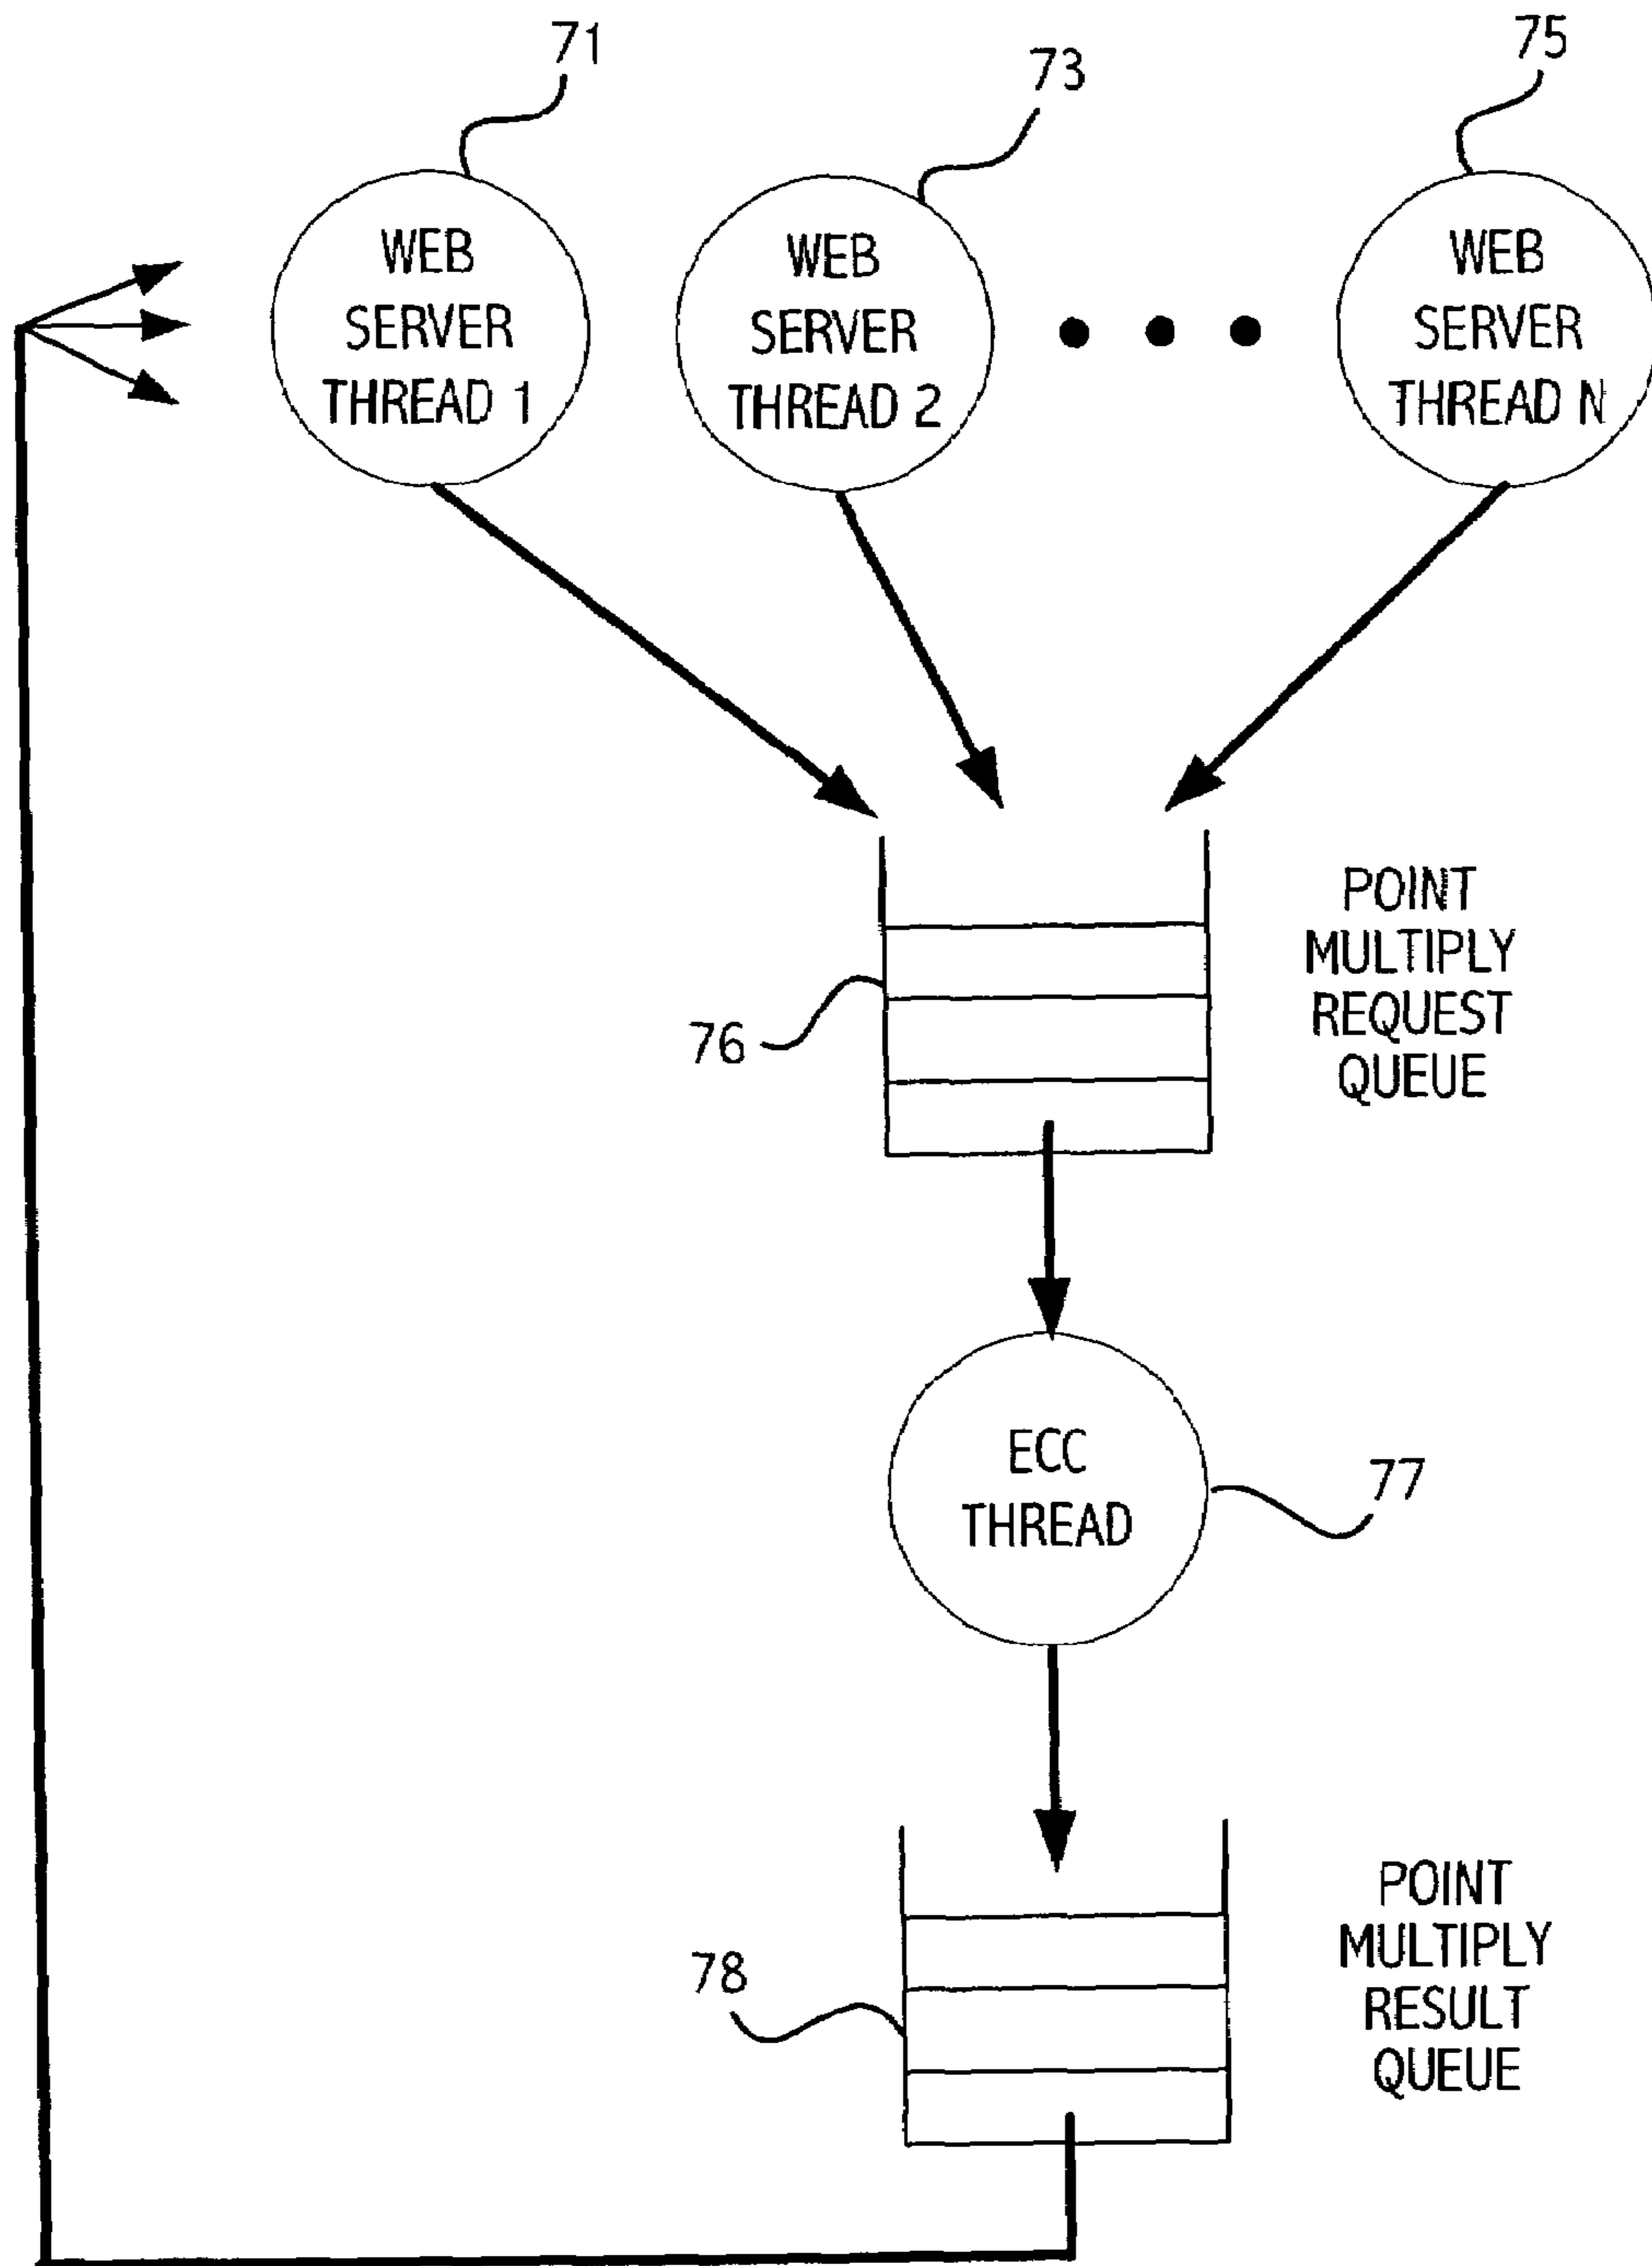 71
73
75
WEB
SERVER
THREAD 1
WEB
SERVER
THREAD 2
WEB
SERVER
THREAD N
POINT
MULTIPLY
REQUEST
QUEUE
76
ECC
THREAD
77
POINT
MULTIPLY
RESULT
QUEUE
78